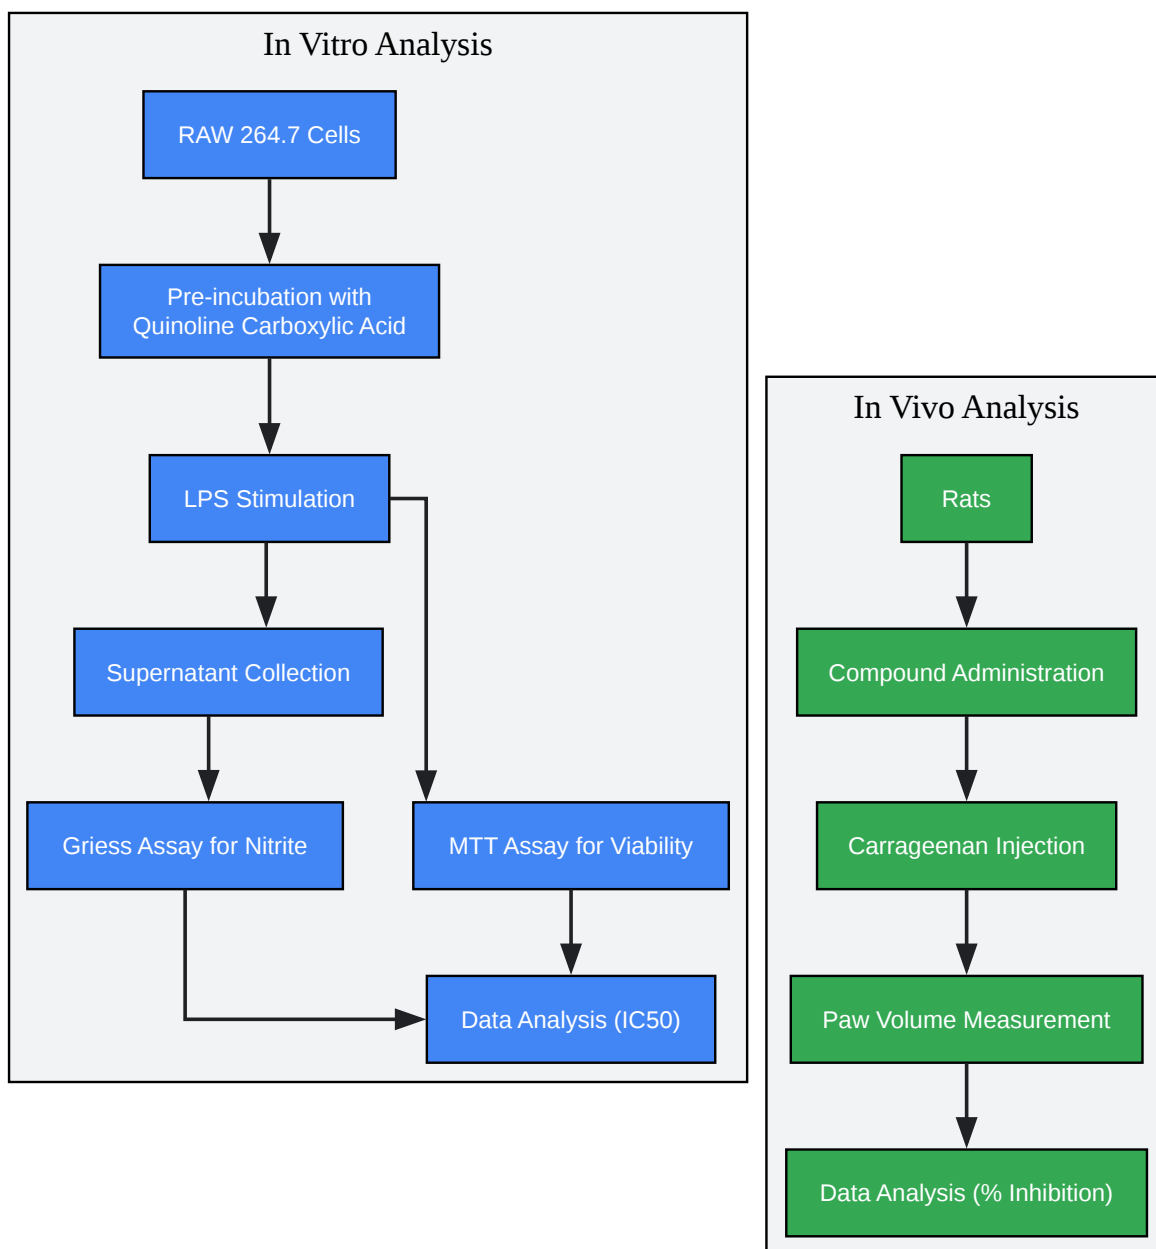 In Vitro Analysis
RAW 264.7 Cells
Pre-incubation with
Quinoline Carboxylic Acid
LPS Stimulation
Supernatant Collection
Griess Assay for Nitrite
MTT Assay for Viability
Data Analysis (IC50)
In Vivo Analysis
Rats
Compound Administration
Carrageenan Injection
Paw Volume Measurement
Data Analysis (% Inhibition)